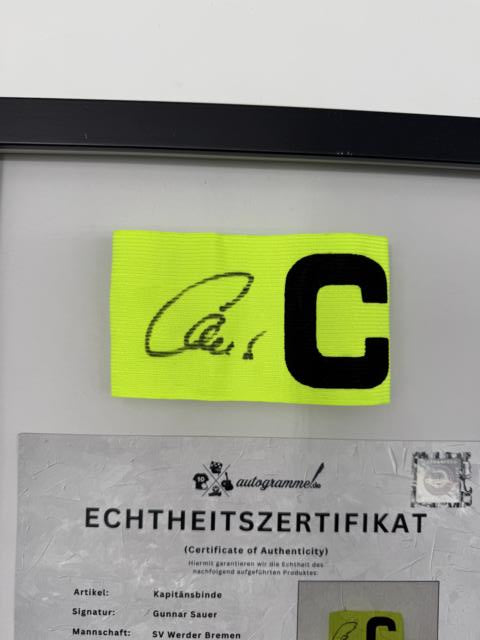 C
autogramme.de
ECHTHEITSZERTIFIKAT
(Certificate of Authenticity)
Hiermit garantieren wir die Echtheit des
nachfolgend aufgeführten Produktes:
Artikel: Kapitänsbinde
Signatur: Gunnar Sauer
Mannschaft: SV Werder Bremen
C